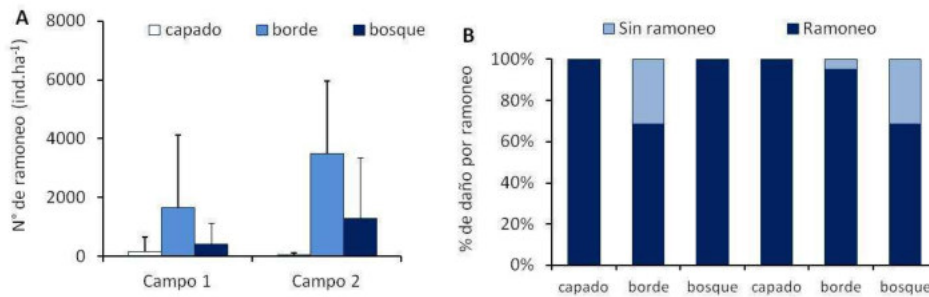 A
8000
6000
4000
2000
0
N° de ramoneo (ind.ha⁻¹)
capado borde bosque
Campo 1 Campo 2
B
Sin ramoneo Ramoneo
100%
80%
60%
40%
20%
0%
% de daño por ramoneo
capado borde bosque capado borde bosque